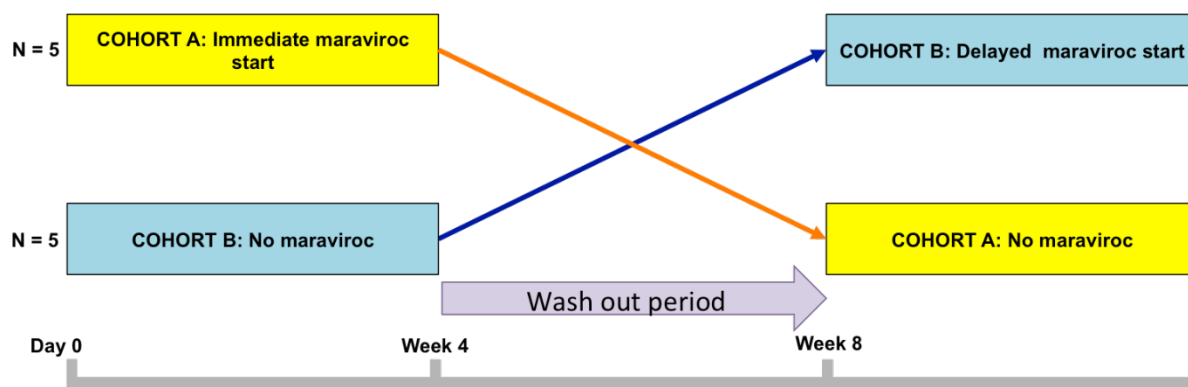 N = 5
COHORT A: Immediate maraviroc
start
COHORT B: Delayed maraviroc start
N = 5
COHORT B: No maraviroc
COHORT A: No maraviroc
Wash out period
Day 0
Week 4
Week 8